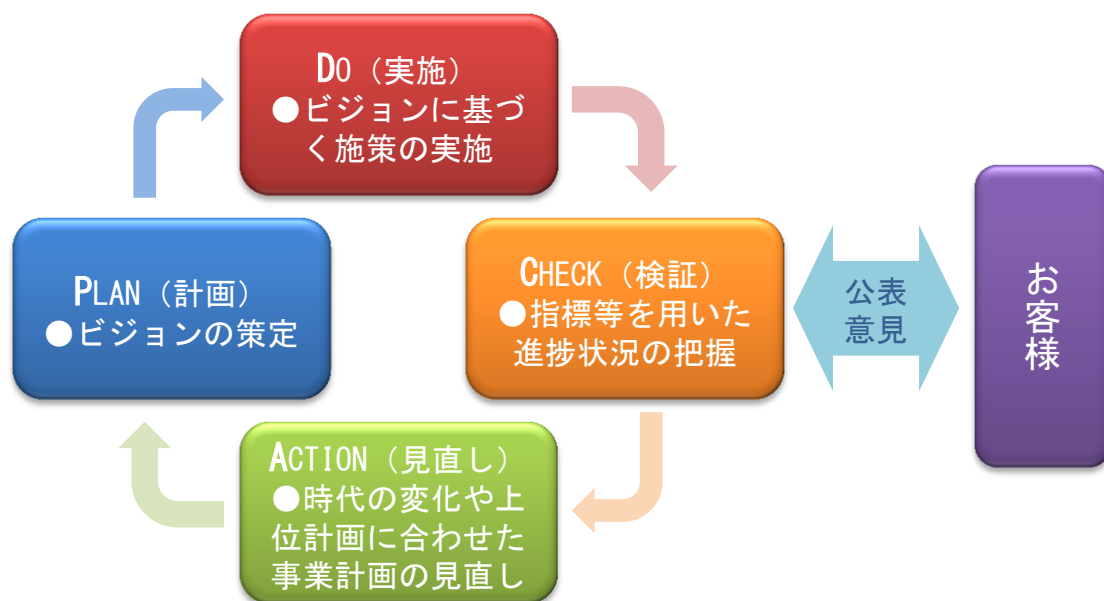 DO（実施）
●ビジョンに基づ
く施策の実施
PLAN（計画）
●ビジョンの策定
CHECK（検証）
●指標等を用いた
進捗状況の把握
公表
意見
お客様
ACTION（見直し）
●時代の変化や上
位計画に合わせた
事業計画の見直し